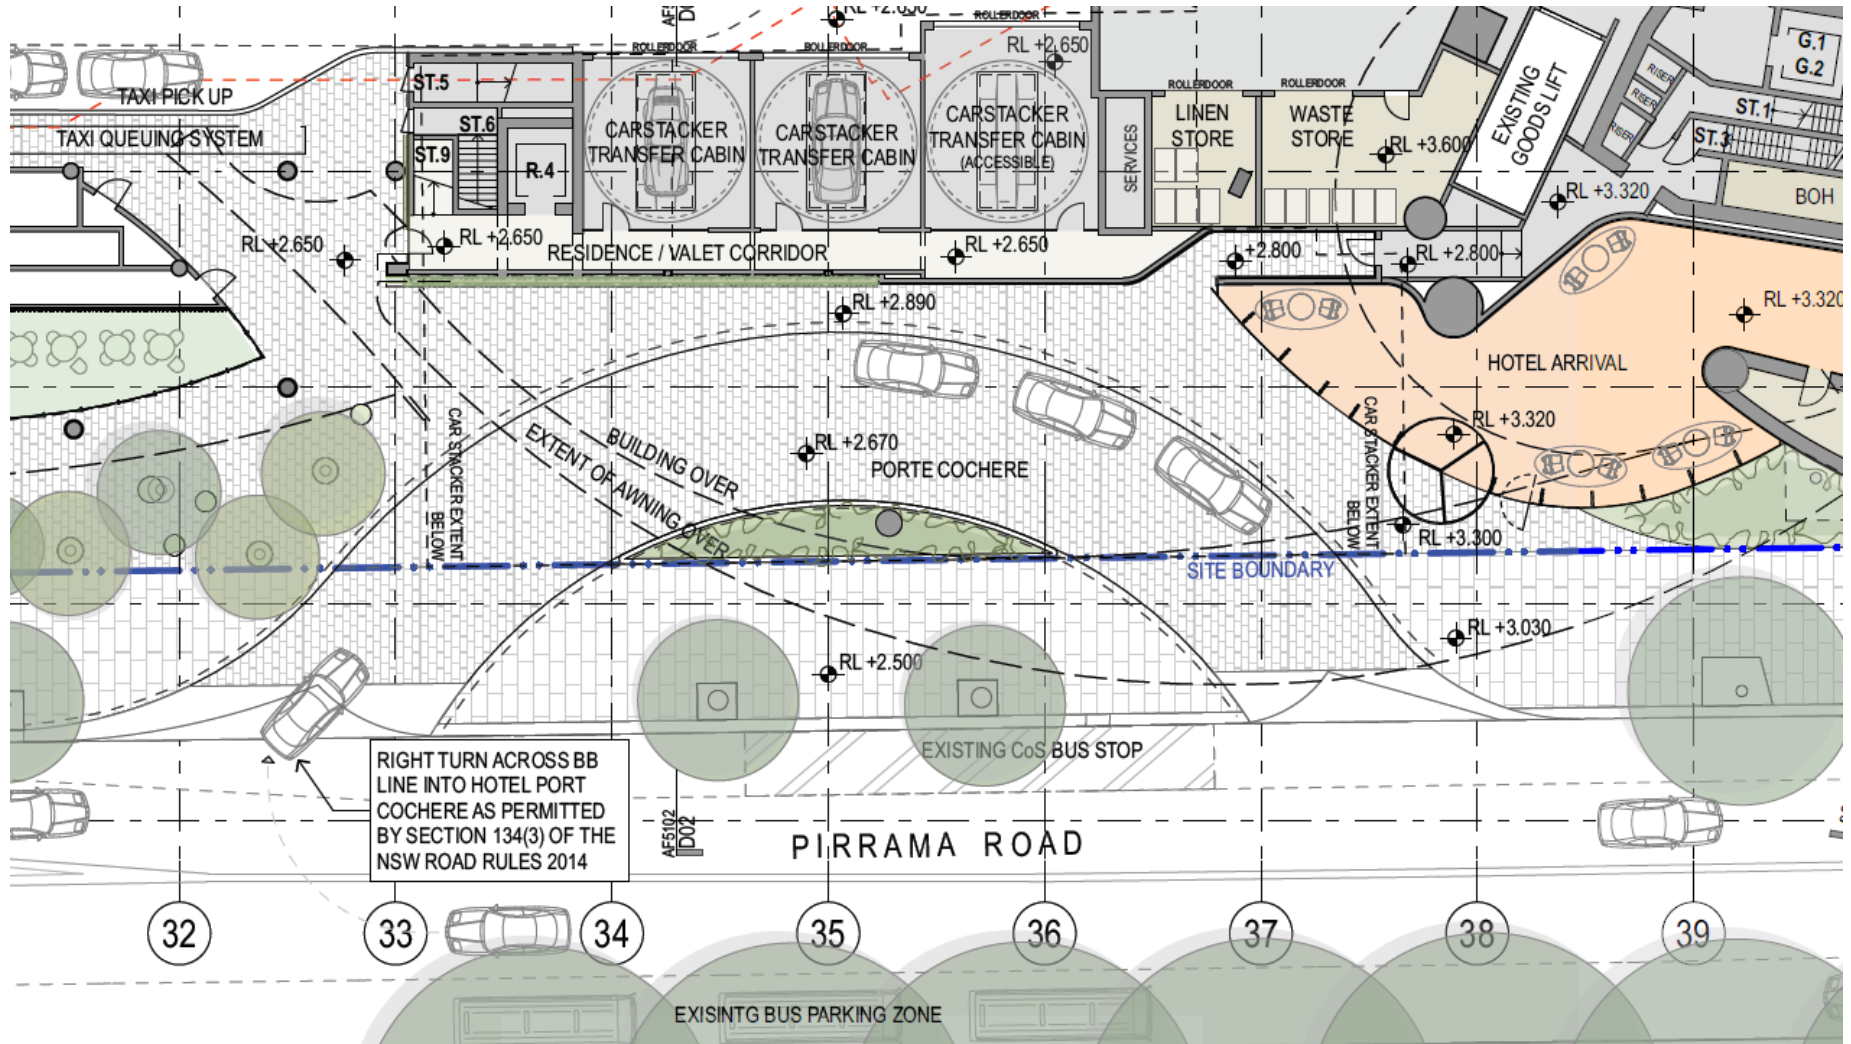 ROLLERDOOR
ROLLERDOOR
ROLLERDOOR
RL +2.650
RL +2.650
TAXI PICK UP
TAXI QUEUING SYSTEM
ST.5
ST.6
ST.9
R.4
CARSTACKER
TRANSFER CABIN
CARSTACKER
TRANSFER CABIN
CARSTACKER
TRANSFER CABIN
(ACCESSIBLE)
SERVICES
ROLLERDOOR
LINEN
STORE
ROLLERDOOR
WASTE
STORE
RL +3.600
EXISTING
GOODS LIFT
RISER
RISER
RISER
G.1
G.2
ST.1
ST.3
BOH
RL +3.320
RL +2.650
RL +2.650
RESIDENCE / VALET CORRIDOR
RL +2.650
+2.800
RL +2.800
RL +2.890
RL +3.320
HOTEL ARRIVAL
RL +3.320
CAR STACKER EXTENT
BELOW
BUILDING OVER
EXTENT OF AWNING OVER
RL +2.670
PORTE COCHERE
CAR STACKER EXTENT
BELOW
RL +3.300
SITE BOUNDARY
RL +3.030
RL +2.500
EXISTING CoS BUS STOP
RIGHT TURN ACROSS BB
LINE INTO HOTEL PORT
COCHERE AS PERMITTED
BY SECTION 134(3) OF THE
NSW ROAD RULES 2014
AF5102
D02
PIRRAMA ROAD
32
33
34
35
36
37
38
39
EXISINTG BUS PARKING ZONE